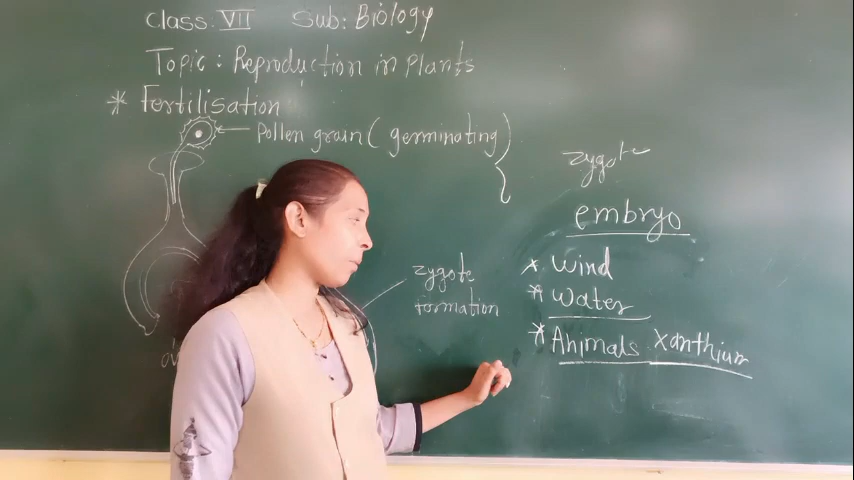 Class: VII Sub: Biology
Topic: Reproduction in Plants
* Fertilisation
Pollen grain (germinating)
zygote
embryo
zygote
formation
* Wind
* Water
* Animals Xanthium